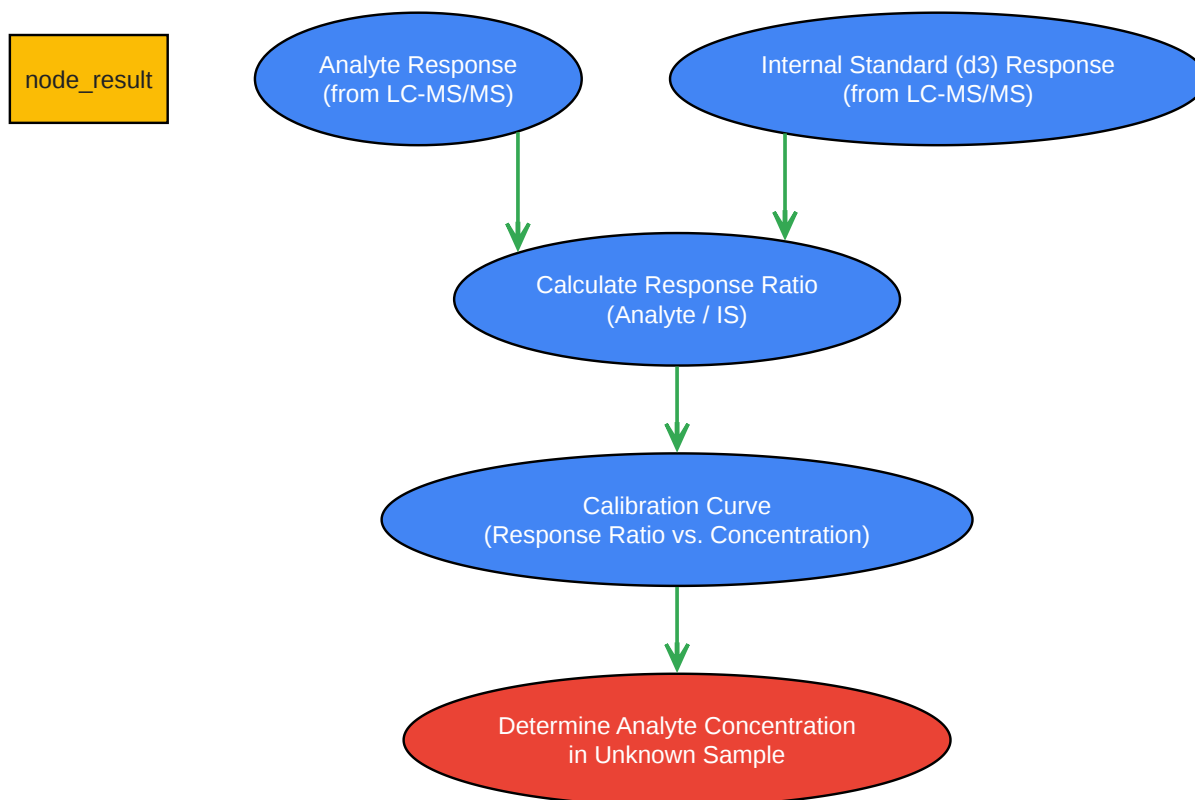 node_result
Analyte Response
(from LC-MS/MS)
Internal Standard (d3) Response
(from LC-MS/MS)
Calculate Response Ratio
(Analyte / IS)
Calibration Curve
(Response Ratio vs. Concentration)
Determine Analyte Concentration
in Unknown Sample